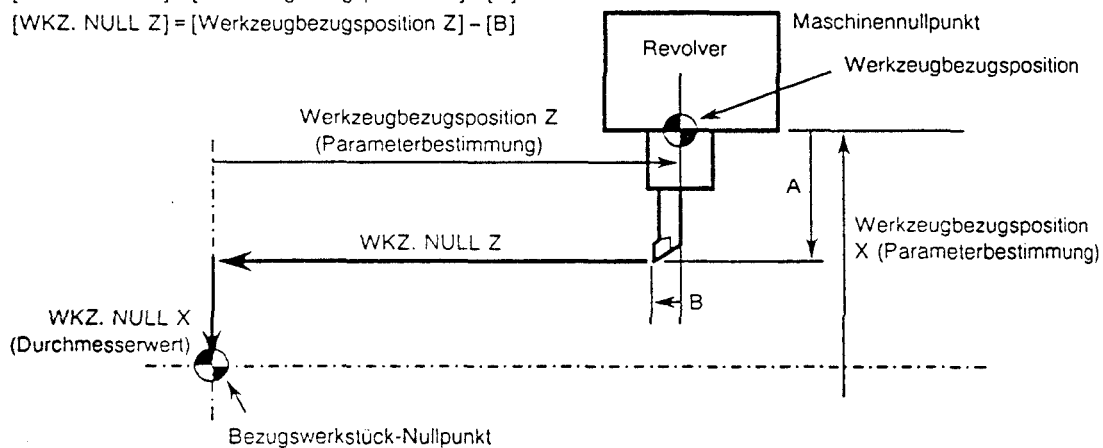 [WKZ. NULL Z] = [Werkzeugbezugsposition Z] – [B]
Maschinennullpunkt
Revolver
Werkzeugbezugsposition
Werkzeugbezugsposition Z
(Parameterbestimmung)
A
Werkzeugbezugsposition
X (Parameterbestimmung)
WKZ. NULL Z
B
WKZ. NULL X
(Durchmesserwert)
Bezugswerkstück-Nullpunkt